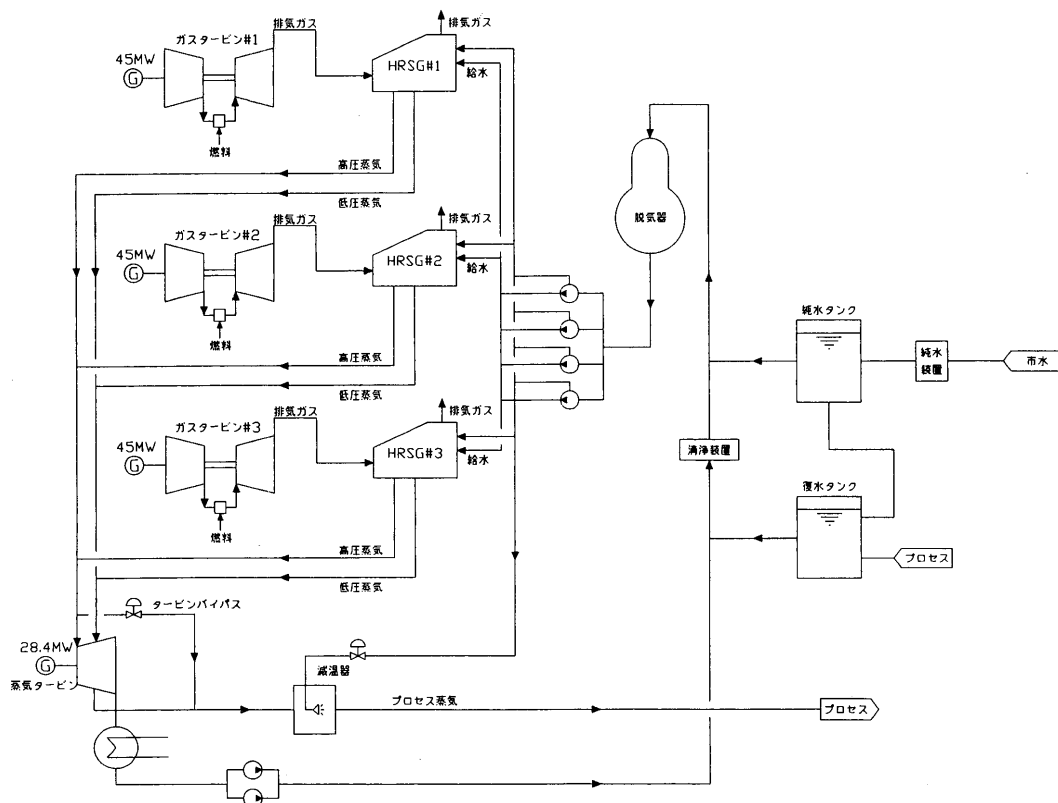 排気ガス
排気ガス
ガスタービン#1
45MW
G
HRSG#1
給水
燃料
高圧蒸気
低圧蒸気
排気ガス
排気ガス
ガスタービン#2
45MW
G
HRSG#2
給水
燃料
高圧蒸気
低圧蒸気
排気ガス
排気ガス
ガスタービン#3
45MW
G
HRSG#3
給水
燃料
高圧蒸気
低圧蒸気
脱気器
純水タンク
純水
装置
市水
清浄装置
復水タンク
プロセス
タービンバイパス
28.4MW
G
蒸気タービン
減温器
プロセス蒸気
プロセス